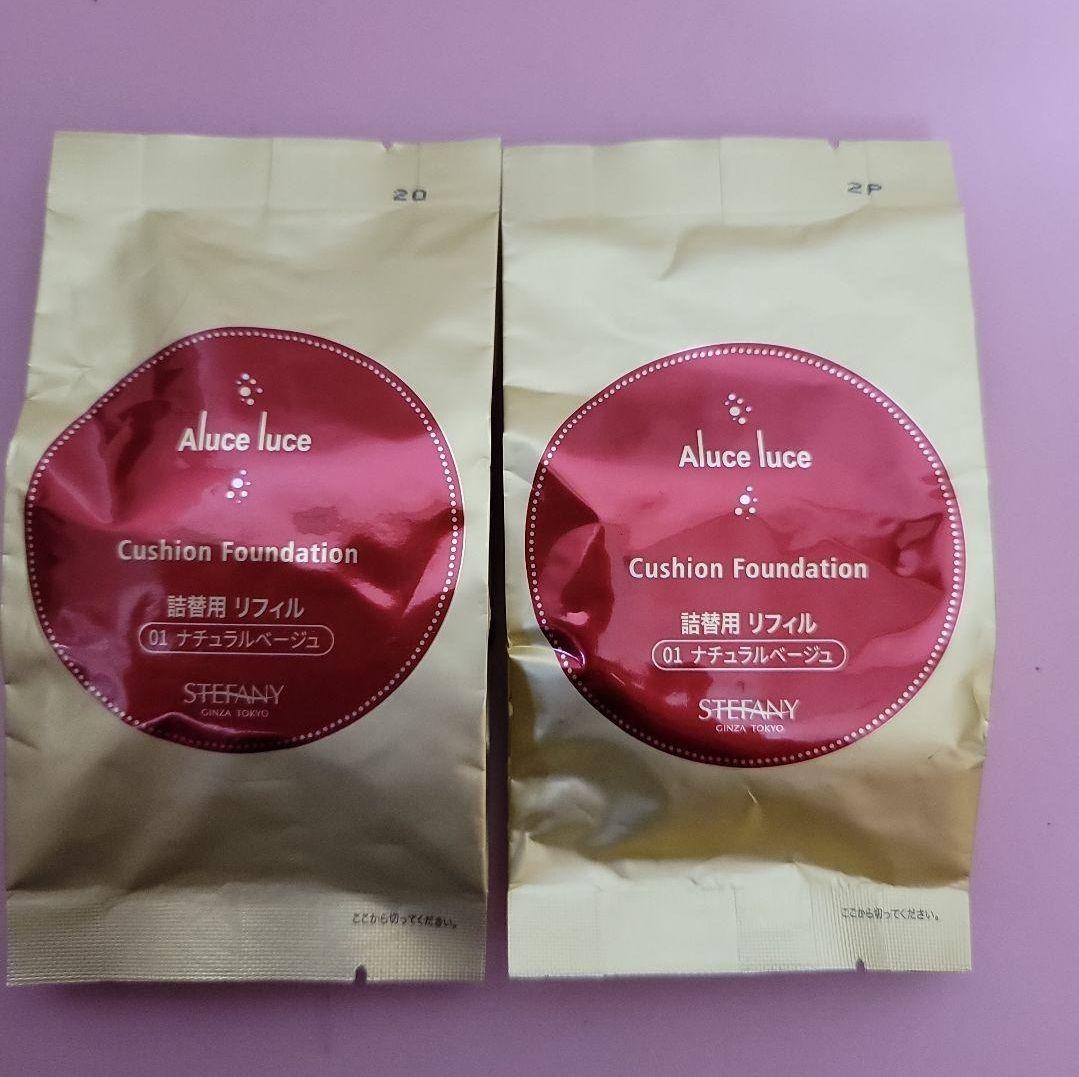 2O
Aluce luce
Cushion Foundation
詰替用 リフィル
01 ナチュラルベージュ
STEFANY
GINZA TOKYO
ここから切ってください。
2P
Aluce luce
Cushion Foundation
詰替用 リフィル
01 ナチュラルベージュ
STEFANY
GINZA TOKYO
ここから切ってください。